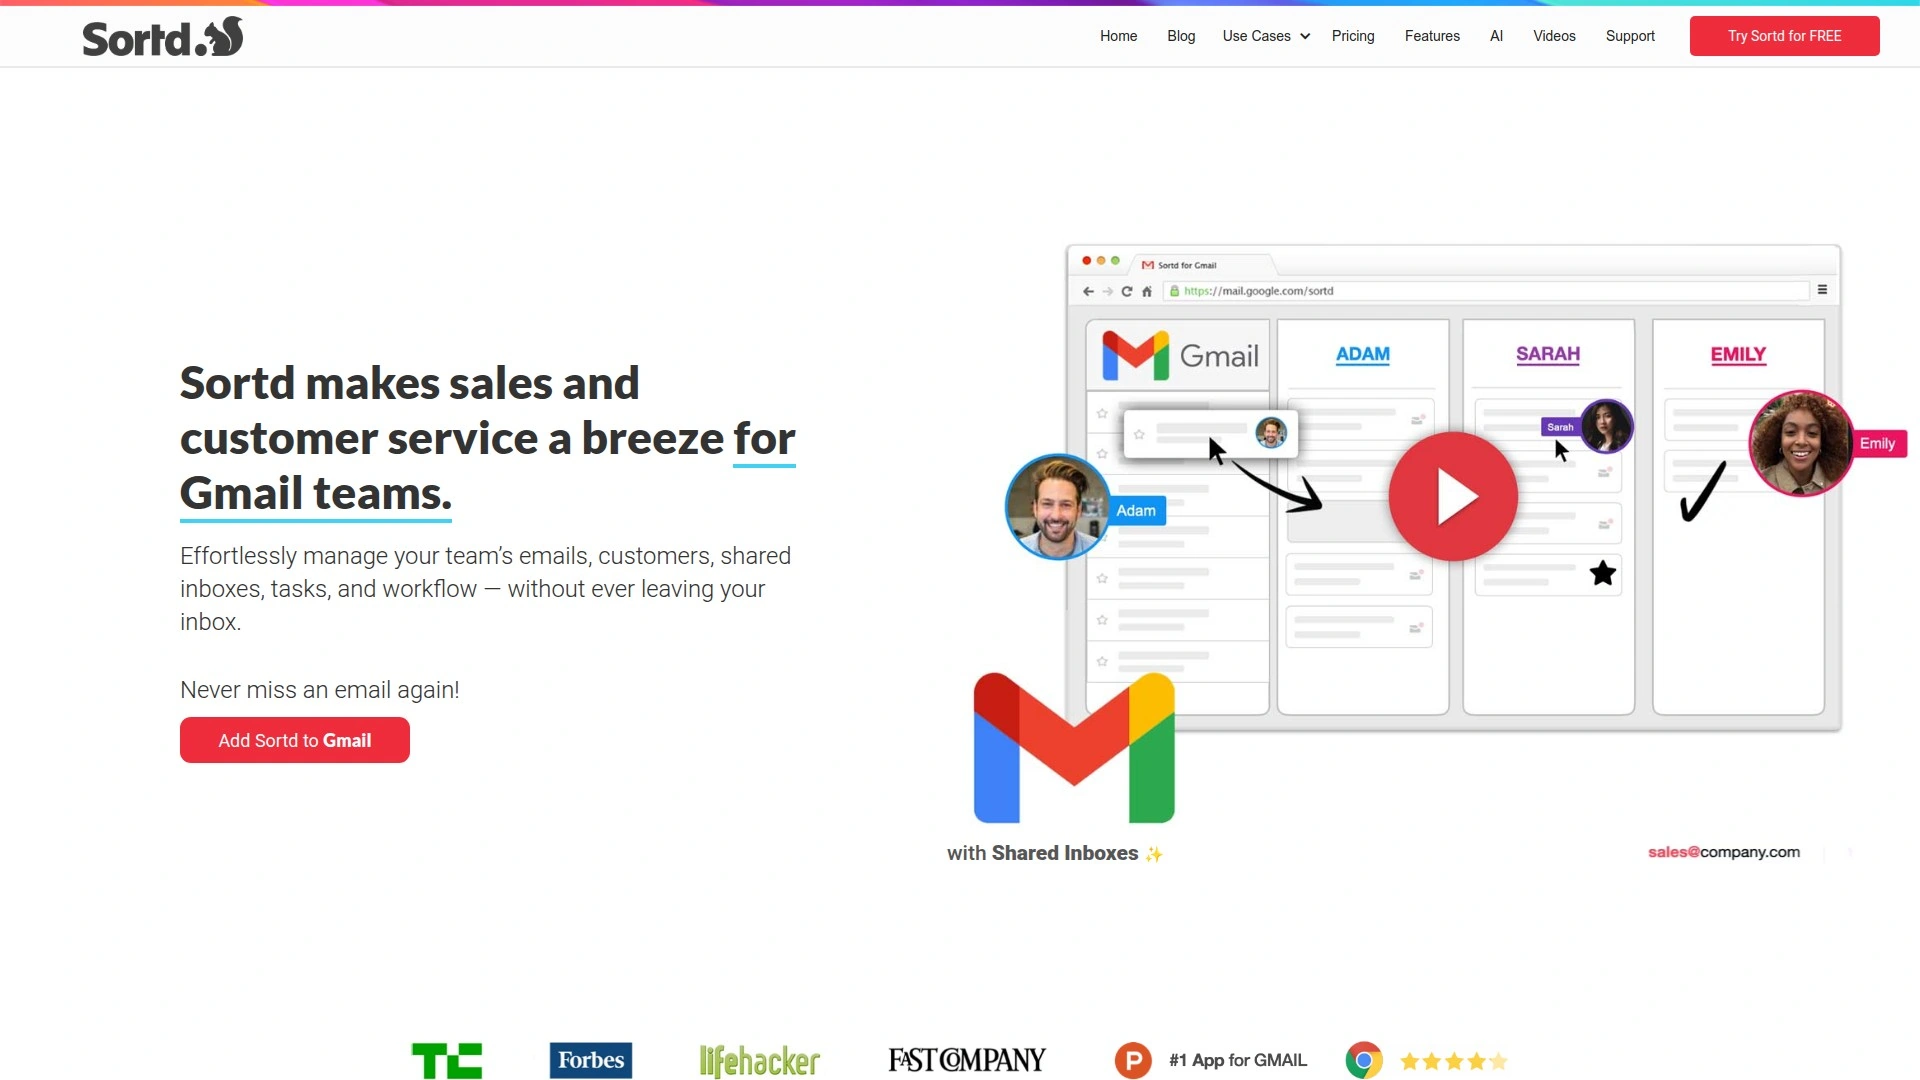 Sortd.
Home Blog Use Cases Pricing Features AI Videos Support Try Sortd for FREE
Sortd makes sales and
customer service a breeze for
Gmail teams.
Effortlessly manage your team’s emails, customers, shared
inboxes, tasks, and workflow — without ever leaving your
inbox.
Never miss an email again!
Add Sortd to Gmail
Sortd for Gmail
https://mail.google.com/sortd
Gmail
ADAM
SARAH
EMILY
Sarah
Emily
Adam
with Shared Inboxes ✨
sales@company.com
TC
Forbes
lifehacker
FAST COMPANY
P
#1 App for GMAIL